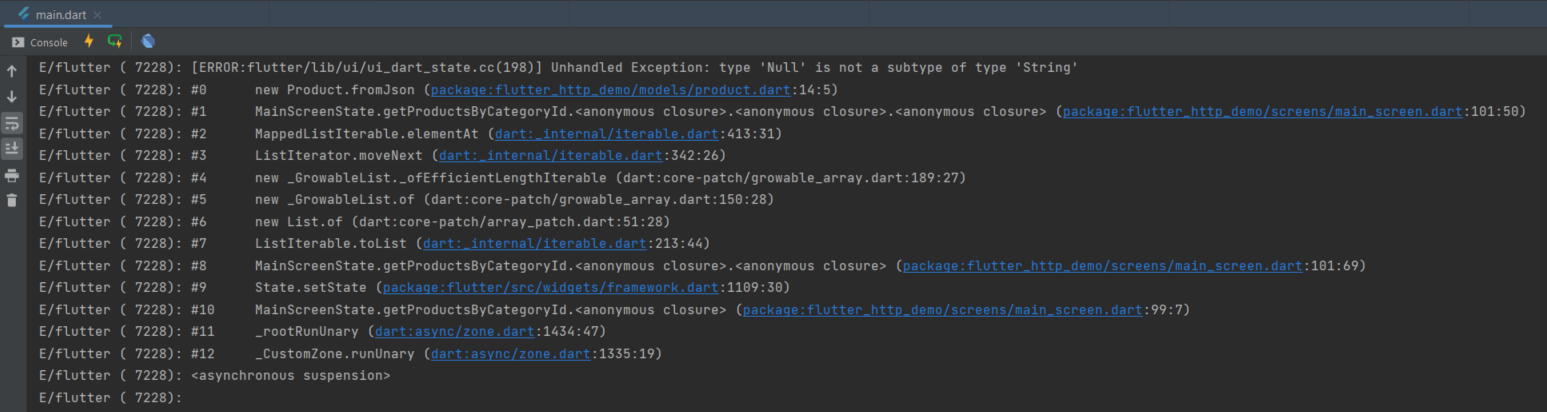 main.dart
Console
E/flutter ( 7228): [ERROR:flutter/lib/ui/ui_dart_state.cc(198)] Unhandled Exception: type 'Null' is not a subtype of type 'String'
E/flutter ( 7228): #0      new Product.fromJson (package:flutter_http_demo/models/product.dart:14:5)
E/flutter ( 7228): #1      MainScreenState.getProductsByCategoryId.<anonymous closure>.<anonymous closure>.<anonymous closure> (package:flutter_http_demo/screens/main_screen.dart:101:50)
E/flutter ( 7228): #2      MappedListIterable.elementAt (dart:_internal/iterable.dart:413:31)
E/flutter ( 7228): #3      ListIterator.moveNext (dart:_internal/iterable.dart:342:26)
E/flutter ( 7228): #4      new _GrowableList._ofEfficientLengthIterable (dart:core-patch/growable_array.dart:189:27)
E/flutter ( 7228): #5      new _GrowableList.of (dart:core-patch/growable_array.dart:150:28)
E/flutter ( 7228): #6      new List.of (dart:core-patch/array_patch.dart:51:28)
E/flutter ( 7228): #7      ListIterable.toList (dart:_internal/iterable.dart:213:44)
E/flutter ( 7228): #8      MainScreenState.getProductsByCategoryId.<anonymous closure>.<anonymous closure> (package:flutter_http_demo/screens/main_screen.dart:101:69)
E/flutter ( 7228): #9      State.setState (package:flutter/src/widgets/framework.dart:1109:30)
E/flutter ( 7228): #10     MainScreenState.getProductsByCategoryId.<anonymous closure> (package:flutter_http_demo/screens/main_screen.dart:99:7)
E/flutter ( 7228): #11     _rootRunUnary (dart:async/zone.dart:1434:47)
E/flutter ( 7228): #12     _CustomZone.runUnary (dart:async/zone.dart:1335:19)
E/flutter ( 7228): <asynchronous suspension>
E/flutter ( 7228):